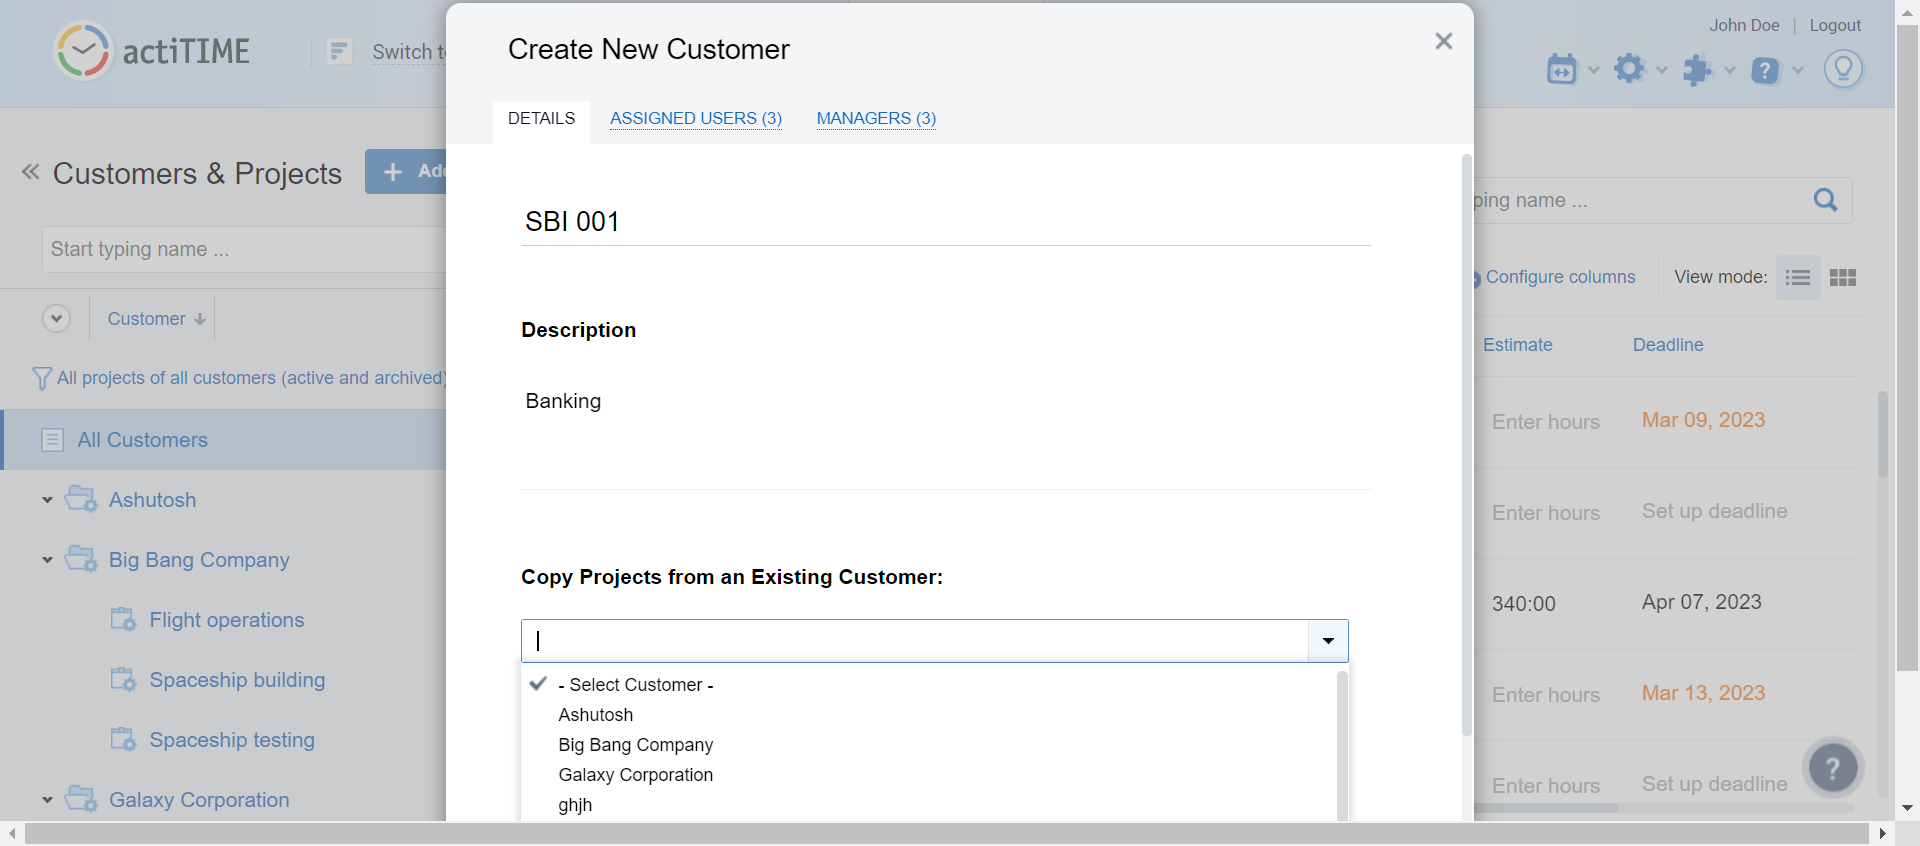 actiTIME
Switch t
John Doe | Logout
Customers & Projects
+ Add
Start typing name ...
Customer
All projects of all customers (active and archived)
All Customers
Ashutosh
Big Bang Company
Flight operations
Spaceship building
Spaceship testing
Galaxy Corporation
Create New Customer
DETAILS
ASSIGNED USERS (3)
MANAGERS (3)
SBI 001
Description
Banking
Copy Projects from an Existing Customer:
- Select Customer -
Ashutosh
Big Bang Company
Galaxy Corporation
ghjh
ping name ...
Configure columns
View mode:
Estimate Deadline
Enter hours Mar 09, 2023
Enter hours Set up deadline
340:00 Apr 07, 2023
Enter hours Mar 13, 2023
Enter hours Set up deadline
?